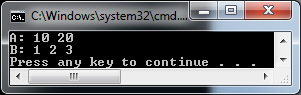 C:\Windows\system32\cmd....
A: 10 20
B: 1 2 3
Press any key to continue . . .